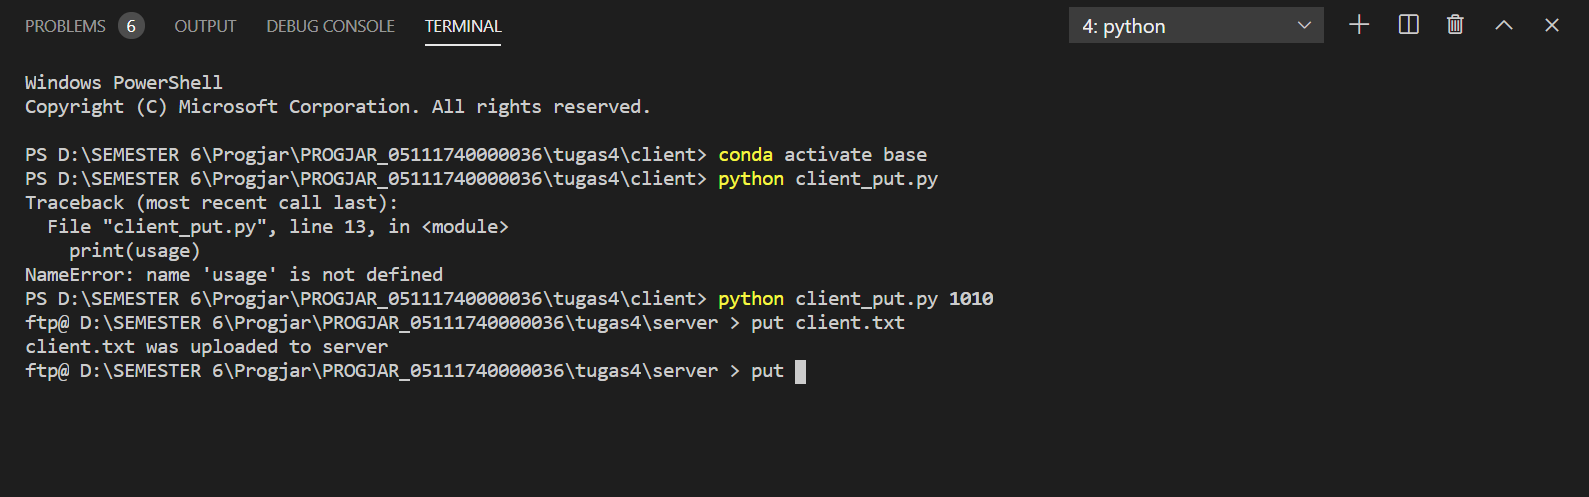 PROBLEMS 6 OUTPUT DEBUG CONSOLE TERMINAL 4: python
Windows PowerShell
Copyright (C) Microsoft Corporation. All rights reserved.
PS D:\SEMESTER 6\Progjar\PROGJAR_05111740000036\tugas4\client> conda activate base
PS D:\SEMESTER 6\Progjar\PROGJAR_05111740000036\tugas4\client> python client_put.py
Traceback (most recent call last):
  File "client_put.py", line 13, in <module>
    print(usage)
NameError: name 'usage' is not defined
PS D:\SEMESTER 6\Progjar\PROGJAR_05111740000036\tugas4\client> python client_put.py 1010
ftp@ D:\SEMESTER 6\Progjar\PROGJAR_05111740000036\tugas4\server > put client.txt
client.txt was uploaded to server
ftp@ D:\SEMESTER 6\Progjar\PROGJAR_05111740000036\tugas4\server > put